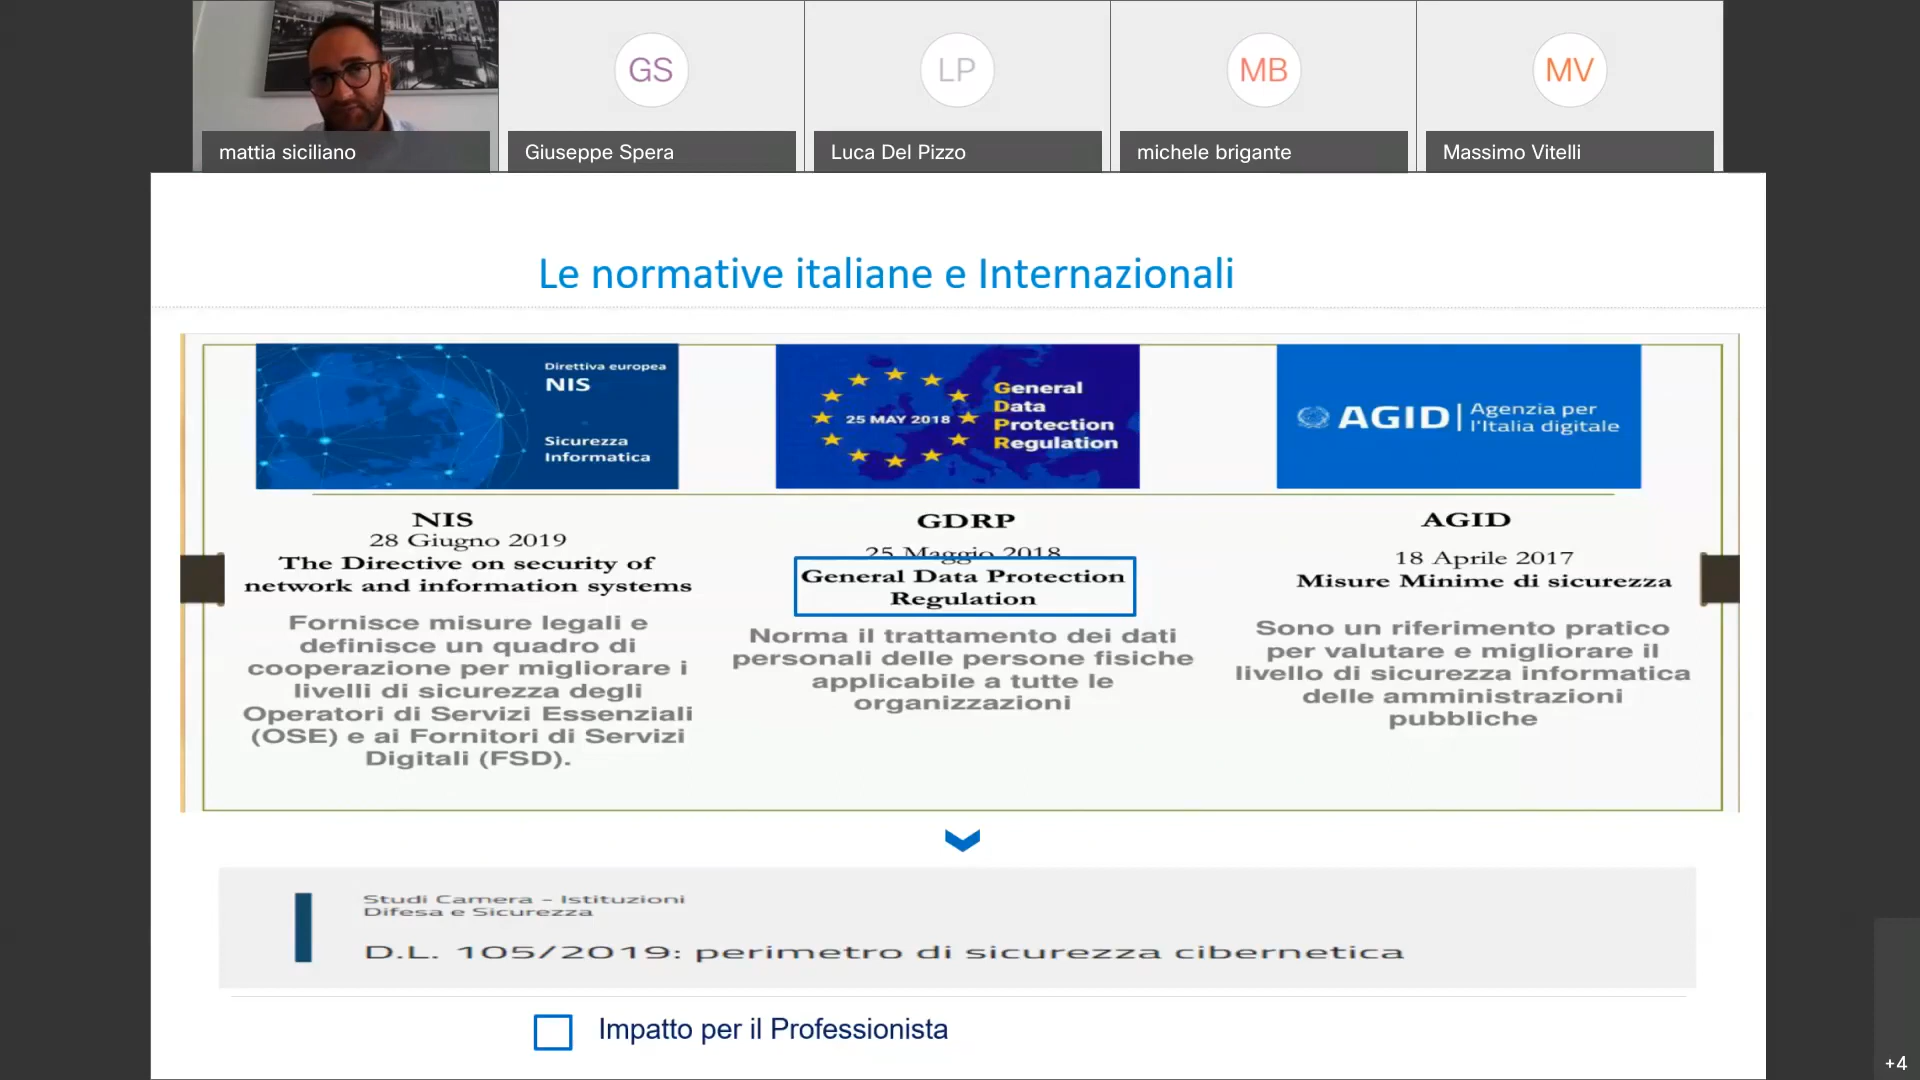 GS
LP
MB
MV
mattia siciliano
Giuseppe Spera
Luca Del Pizzo
michele brigante
Massimo Vitelli
Le normative italiane e Internazionali
Direttiva europea
NIS
Sicurezza
Informatica
25 MAY 2018
General
Data
Protection
Regulation
AGID
Agenzia per
l'Italia digitale
NIS
28 Giugno 2019
The Directive on security of
network and information systems
Fornisce misure legali e
definisce un quadro di
cooperazione per migliorare i
livelli di sicurezza degli
Operatori di Servizi Essenziali
(OSE) e ai Fornitori di Servizi
Digitali (FSD).
GDRP
25 Maggio 2018
General Data Protection
Regulation
Norma il trattamento dei dati
personali delle persone fisiche
applicabile a tutte le
organizzazioni
AGID
18 Aprile 2017
Misure Minime di sicurezza
Sono un riferimento pratico
per valutare e migliorare il
livello di sicurezza informatica
delle amministrazioni
pubbliche
Studi Camera - Istituzioni
Difesa e Sicurezza
D.L. 105/2019: perimetro di sicurezza cibernetica
Impatto per il Professionista
+4